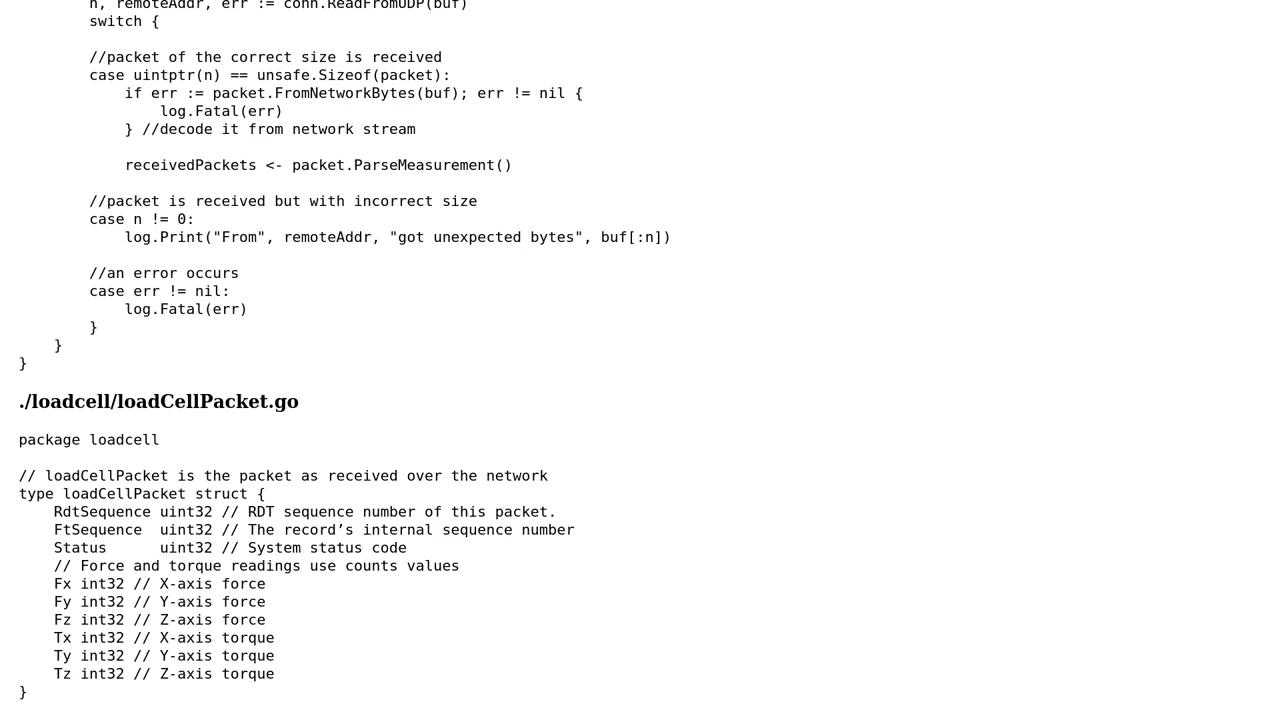 n, remoteAddr, err := conn.ReadFromUDP(buf)
switch {
//packet of the correct size is received
case uintptr(n) == unsafe.Sizeof(packet):
if err := packet.FromNetworkBytes(buf); err != nil {
log.Fatal(err)
} //decode it from network stream
receivedPackets <- packet.ParseMeasurement()
//packet is received but with incorrect size
case n != 0:
log.Print("From", remoteAddr, "got unexpected bytes", buf[:n])
//an error occurs
case err != nil:
log.Fatal(err)
}
}
}
./loadcell/loadCellPacket.go
package loadcell
// loadCellPacket is the packet as received over the network
type loadCellPacket struct {
RdtSequence uint32 // RDT sequence number of this packet.
FtSequence  uint32 // The record’s internal sequence number
Status      uint32 // System status code
// Force and torque readings use counts values
Fx int32 // X-axis force
Fy int32 // Y-axis force
Fz int32 // Z-axis force
Tx int32 // X-axis torque
Ty int32 // Y-axis torque
Tz int32 // Z-axis torque
}